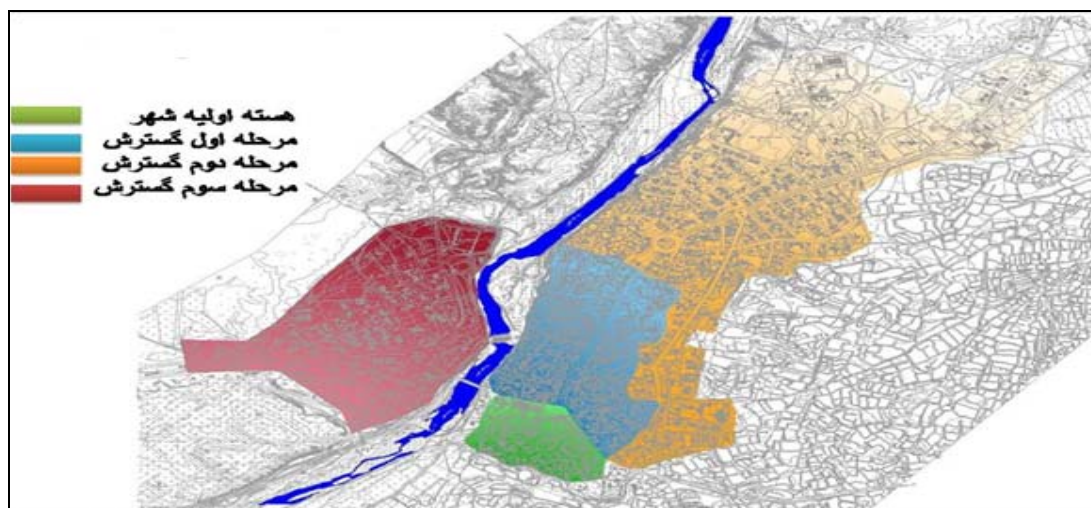 هسته اولیه شهر
مرحله اول گسترش
مرحله دوم گسترش
مرحله سوم گسترش